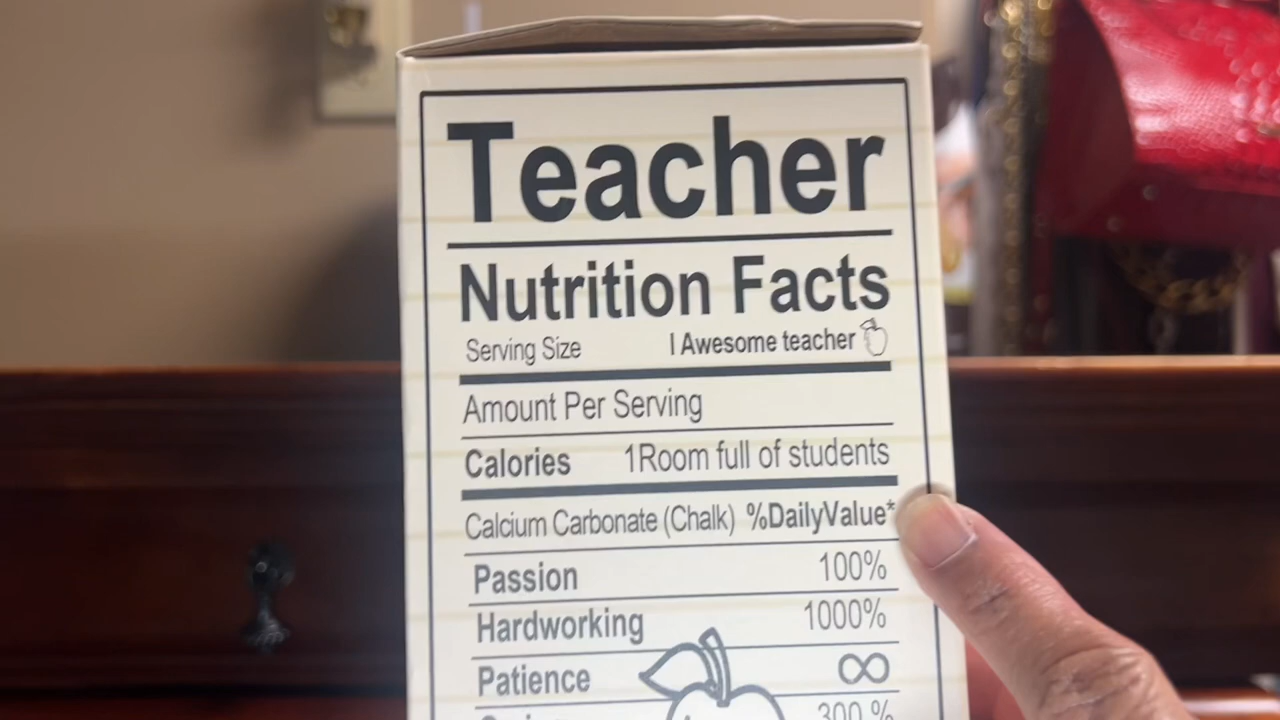 Teacher
Nutrition Facts
Serving Size I Awesome teacher
Amount Per Serving
Calories 1Room full of students
Calcium Carbonate (Chalk) %DailyValue*
Passion 100%
Hardworking 1000%
Patience ∞
300 %